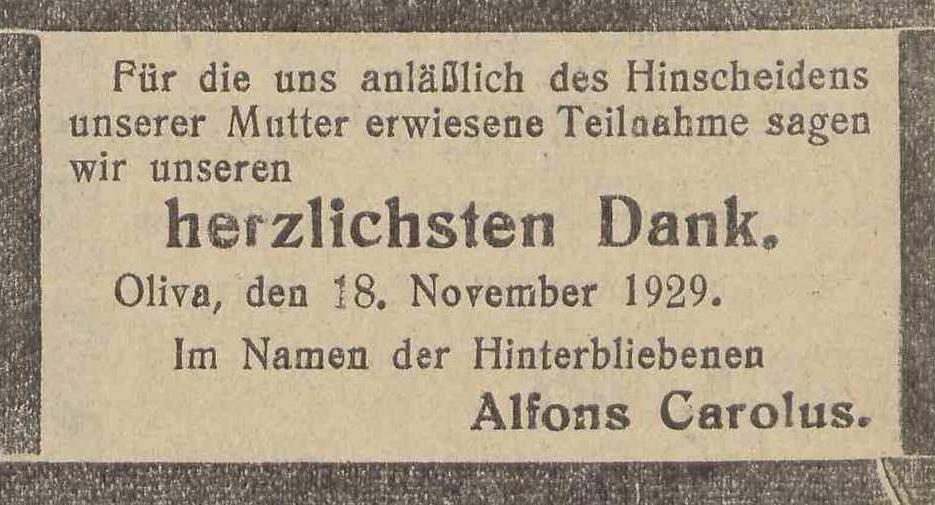 Für die uns anläßlich des Hinscheidens
unserer Mutter erwiesene Teilnahme sagen
wir unseren
herzlichsten Dank.
Oliva, den 18. November 1929.
Im Namen der Hinterbliebenen
Alfons Carolus.